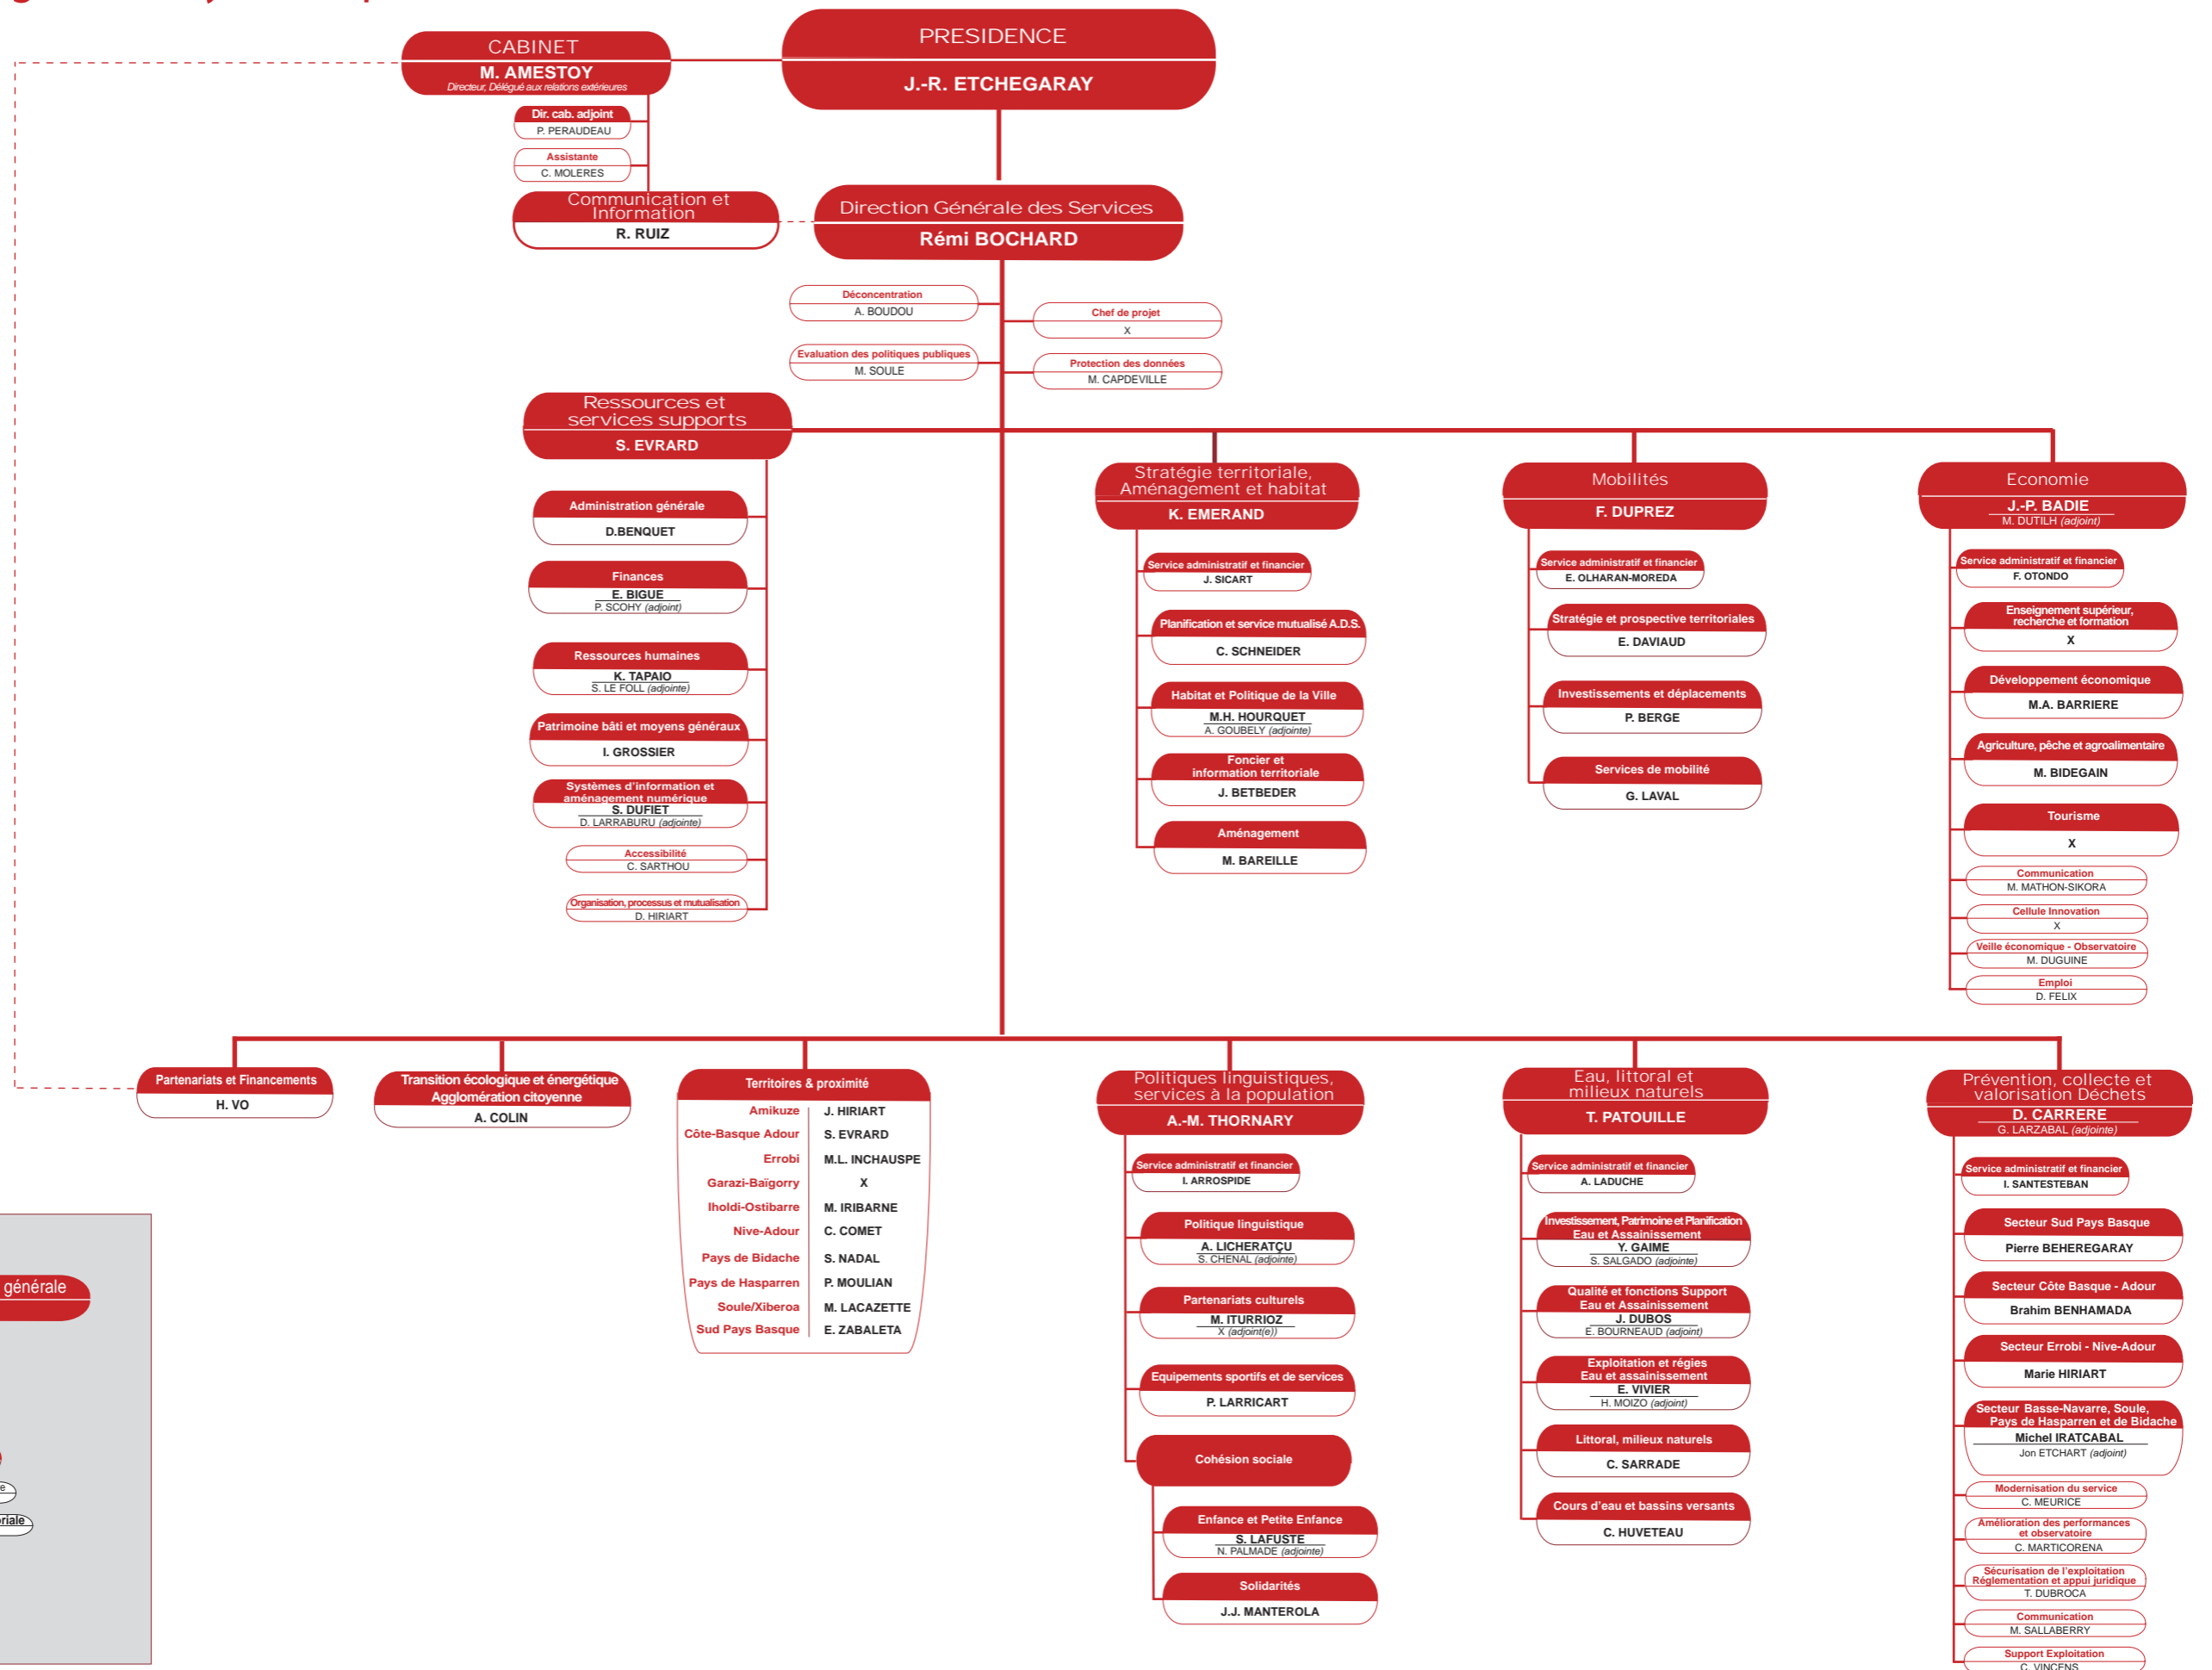 CABINET
M. AMESTOY
Directeur, Délégué aux relations extérieures
PRESIDENCE
J.-R. ETCHEGARAY
Dir. cab. adjoint
P. PERAUDEAU
Assistante
C. MOLERES
Communication et
Information
R. RUIZ
Direction Générale des Services
Rémi BOCHARD
Déconcentration
A. BOUDOU
Chef de projet
X
Evaluation des politiques publiques
M. SOULE
Protection des données
M. CAPDEVILLE
Ressources et
services supports
S. EVRARD
Administration générale
D.BENQUET
Finances
E. BIGUE
P. SCOHY (adjoint)
Ressources humaines
K. TAPAIO
S. LE FOLL (adjointe)
Patrimoine bâti et moyens généraux
I. GROSSIER
Systèmes d'information et
aménagement numérique
S. DUFIET
D. LARRABURU (adjointe)
Accessibilité
C. SARTHOU
Organisation, processus et mutualisation
D. HIRIART
Stratégie territoriale,
Aménagement et habitat
K. EMERAND
Service administratif et financier
J. SICART
Planification et service mutualisé A.D.S.
C. SCHNEIDER
Habitat et Politique de la Ville
M.H. HOURQUET
A. GOUBELY (adjointe)
Foncier et
information territoriale
J. BETBEDER
Aménagement
M. BAREILLE
Mobilités
F. DUPREZ
Service administratif et financier
E. OLHARAN-MOREDA
Stratégie et prospective territoriales
E. DAVIAUD
Investissements et déplacements
P. BERGE
Services de mobilité
G. LAVAL
Economie
J.-P. BADIE
M. DUTILH (adjoint)
Service administratif et financier
F. OTONDO
Enseignement supérieur,
recherche et formation
X
Développement économique
M.A. BARRIERE
Agriculture, pêche et agroalimentaire
M. BIDEGAIN
Tourisme
X
Communication
M. MATHON-SIKORA
Cellule Innovation
X
Veille économique - Observatoire
M. DUGUINE
Emploi
D. FELIX
Partenariats et Financements
H. VO
Transition écologique et énergétique
Agglomération citoyenne
A. COLIN
Territoires & proximité
Amikuze J. HIRIART
Côte-Basque Adour S. EVRARD
Errobi M.L. INCHAUSPE
Garazi-Baïgorry X
Iholdi-Ostibarre M. IRIBARNE
Nive-Adour C. COMET
Pays de Bidache S. NADAL
Pays de Hasparren P. MOULIAN
Soule/Xiberoa M. LACAZETTE
Sud Pays Basque E. ZABALETA
Politiques linguistiques,
services à la population
A.-M. THORNARY
Service administratif et financier
I. ARROSPIDE
Politique linguistique
A. LICHERATÇU
S. CHENAL (adjointe)
Partenariats culturels
M. ITURRIOZ
X (adjoint(e))
Equipements sportifs et de services
P. LARRICART
Cohésion sociale
Enfance et Petite Enfance
S. LAFUSTE
N. PALMADE (adjointe)
Solidarités
J.J. MANTEROLA
Eau, littoral et
milieux naturels
T. PATOUILLE
Service administratif et financier
A. LADUCHE
Investissement, Patrimoine et Planification
Eau et Assainissement
Y. GAIME
S. SALGADO (adjointe)
Qualité et fonctions Support
Eau et Assainissement
J. DUBOS
E. BOURNEAUD (adjoint)
Exploitation et régies
Eau et assainissement
E. VIVIER
H. MOIZO (adjoint)
Littoral, milieux naturels
C. SARRADE
Cours d'eau et bassins versants
C. HUVETEAU
Prévention, collecte et
valorisation Déchets
D. CARRERE
G. LARZABAL (adjointe)
Service administratif et financier
I. SANTESTEBAN
Secteur Sud Pays Basque
Pierre BEHEREGARAY
Secteur Côte Basque - Adour
Brahim BENHAMADA
Secteur Errobi - Nive-Adour
Marie HIRIART
Secteur Basse-Navarre, Soule,
Pays de Hasparren et de Bidache
Michel IRATCABAL
Jon ETCHART (adjoint)
Modernisation du service
C. MEURICE
Amélioration des performances
et observatoire
C. MARTICORENA
Sécurisation de l'exploitation
Réglementation et appui juridique
T. DUBROCA
Communication
M. SALLABERRY
Support Exploitation
C. VINCENS
générale
e
riale